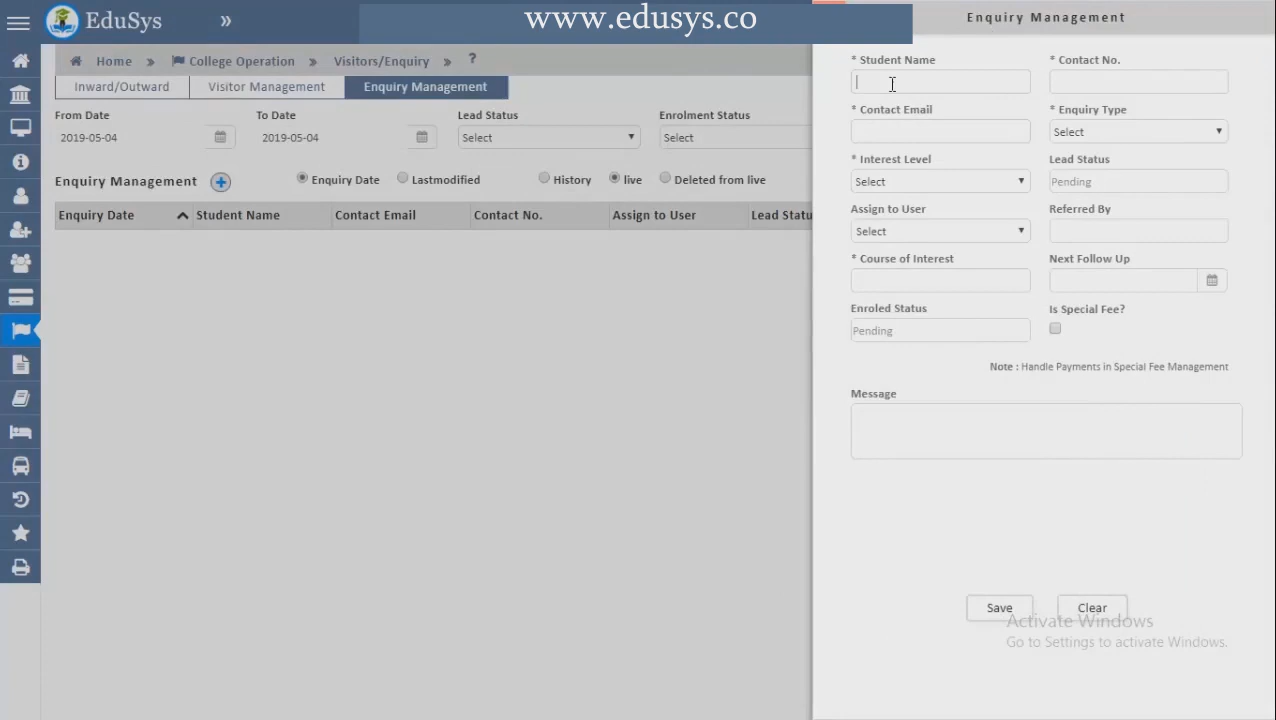 EduSys »
www.edusys.co
Enquiry Management
Home » College Operation » Visitors/Enquiry » ?
Inward/Outward Visitor Management Enquiry Management
From Date To Date Lead Status Enrolment Status
2019-05-04 2019-05-04 Select Select
Enquiry Management Enquiry Date Lastmodified History live Deleted from live
Enquiry Date Student Name Contact Email Contact No. Assign to User Lead Statu
* Student Name * Contact No.
* Contact Email * Enquiry Type
Select
* Interest Level Lead Status
Select Pending
Assign to User Referred By
Select
* Course of Interest Next Follow Up
Enroled Status Is Special Fee?
Pending
Note : Handle Payments in Special Fee Management
Message
Save Clear
Activate Windows
Go to Settings to activate Windows.